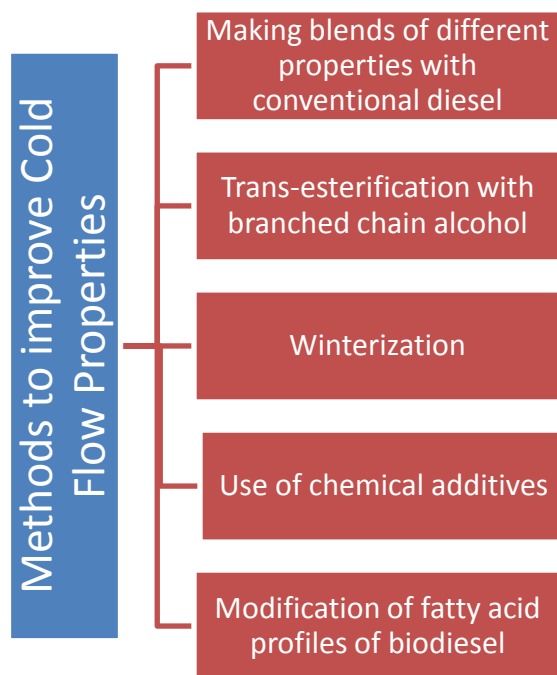 Methods to improve Cold
Flow Properties
Making blends of different
properties with
conventional diesel
Trans-esterification with
branched chain alcohol
Winterization
Use of chemical additives
Modification of fatty acid
profiles of biodiesel